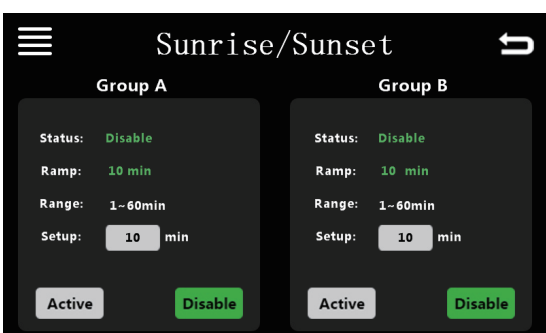 Sunrise/Sunset
Group A
Status: Disable
Ramp: 10 min
Range: 1~60min
Setup: 10 min
Active Disable
Group B
Status: Disable
Ramp: 10 min
Range: 1~60min
Setup: 10 min
Active Disable